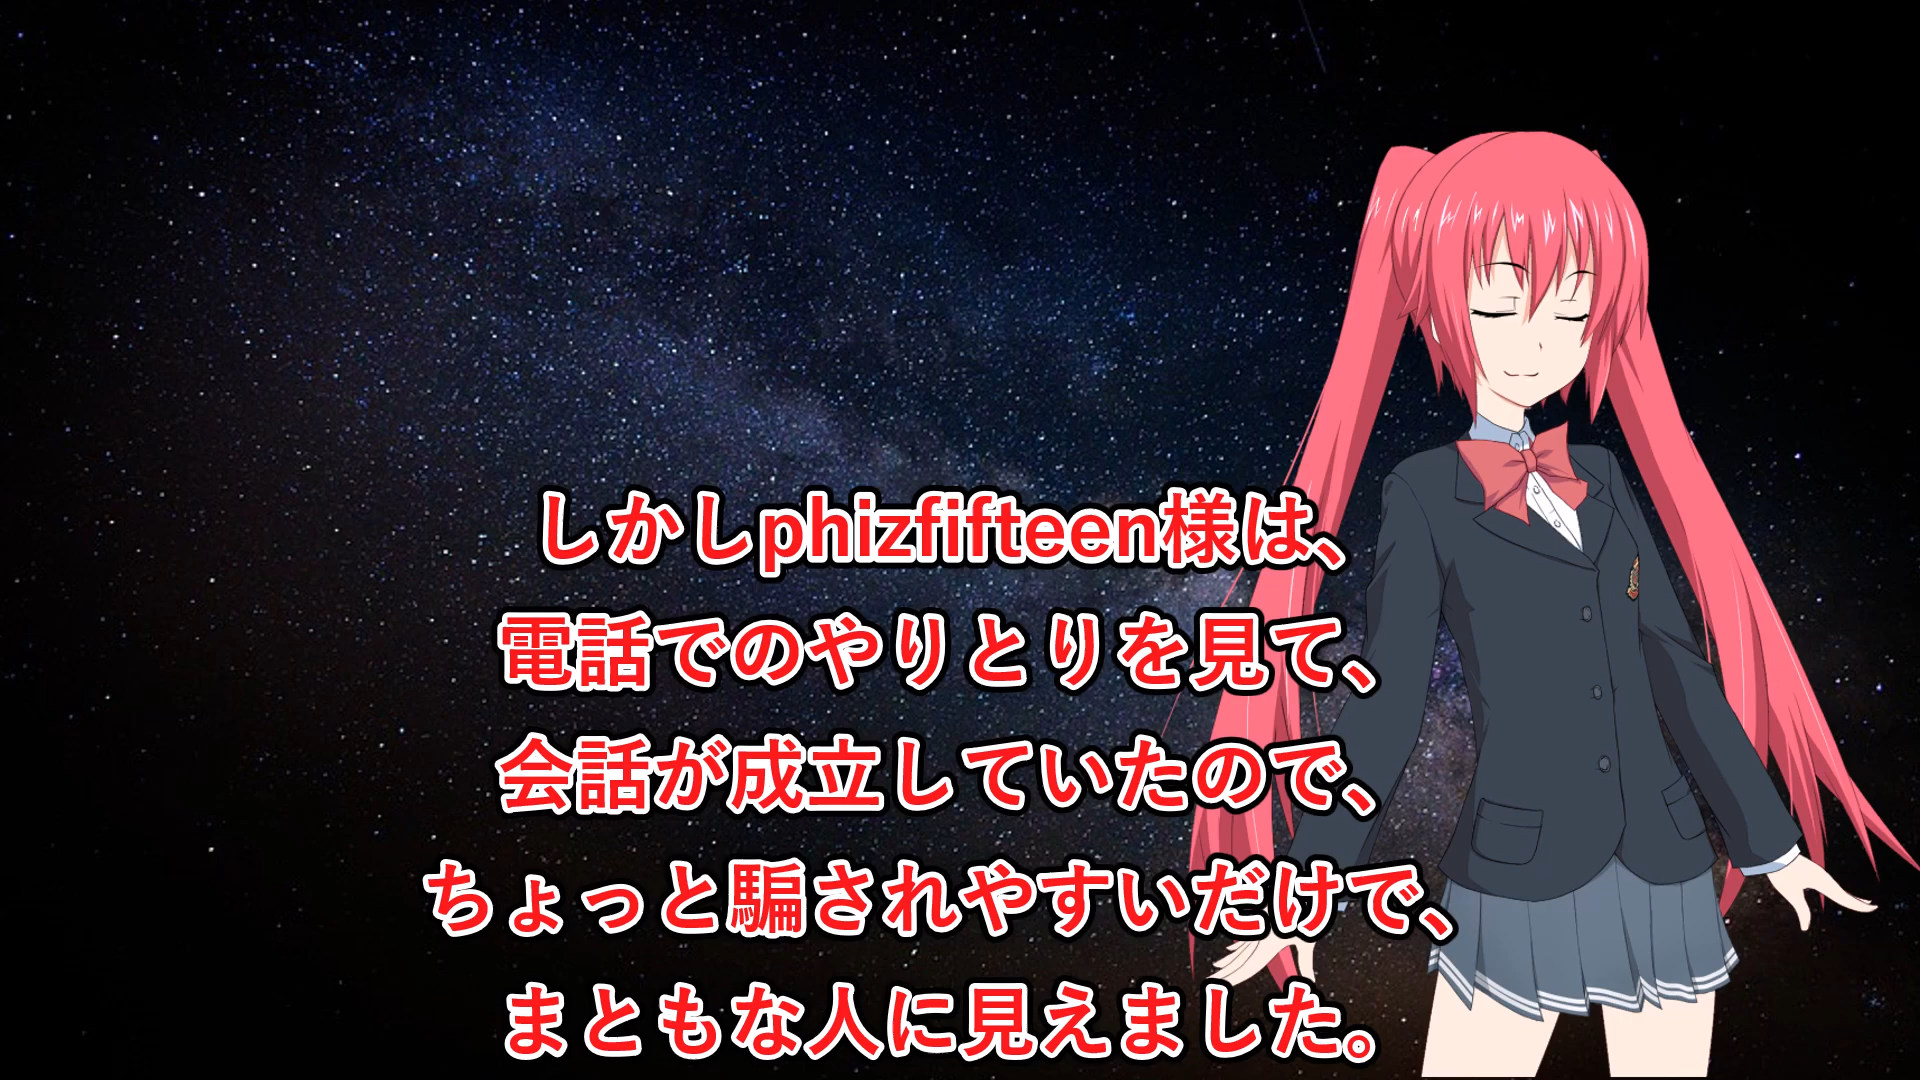 しかしphizfifteen様は、
電話でのやりとりを見て、
会話が成立していたので、
ちょっと騙されやすいだけで、
まともな人に見えました。